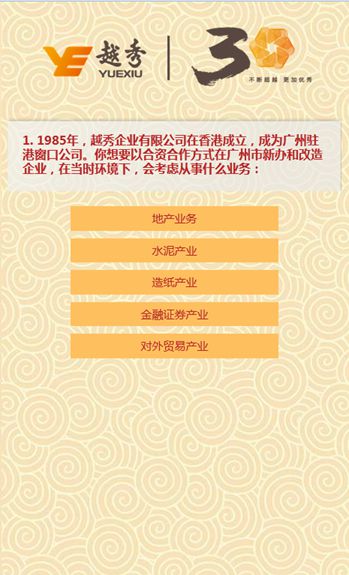 越秀
YUEXIU
30
不断超越 更加优秀
1. 1985年，越秀企业有限公司在香港成立，成为广州驻
港窗口公司。你想要以合资合作方式在广州市新办和改造
企业，在当时环境下，会考虑从事什么业务：
地产业务
水泥产业
造纸产业
金融证券产业
对外贸易产业